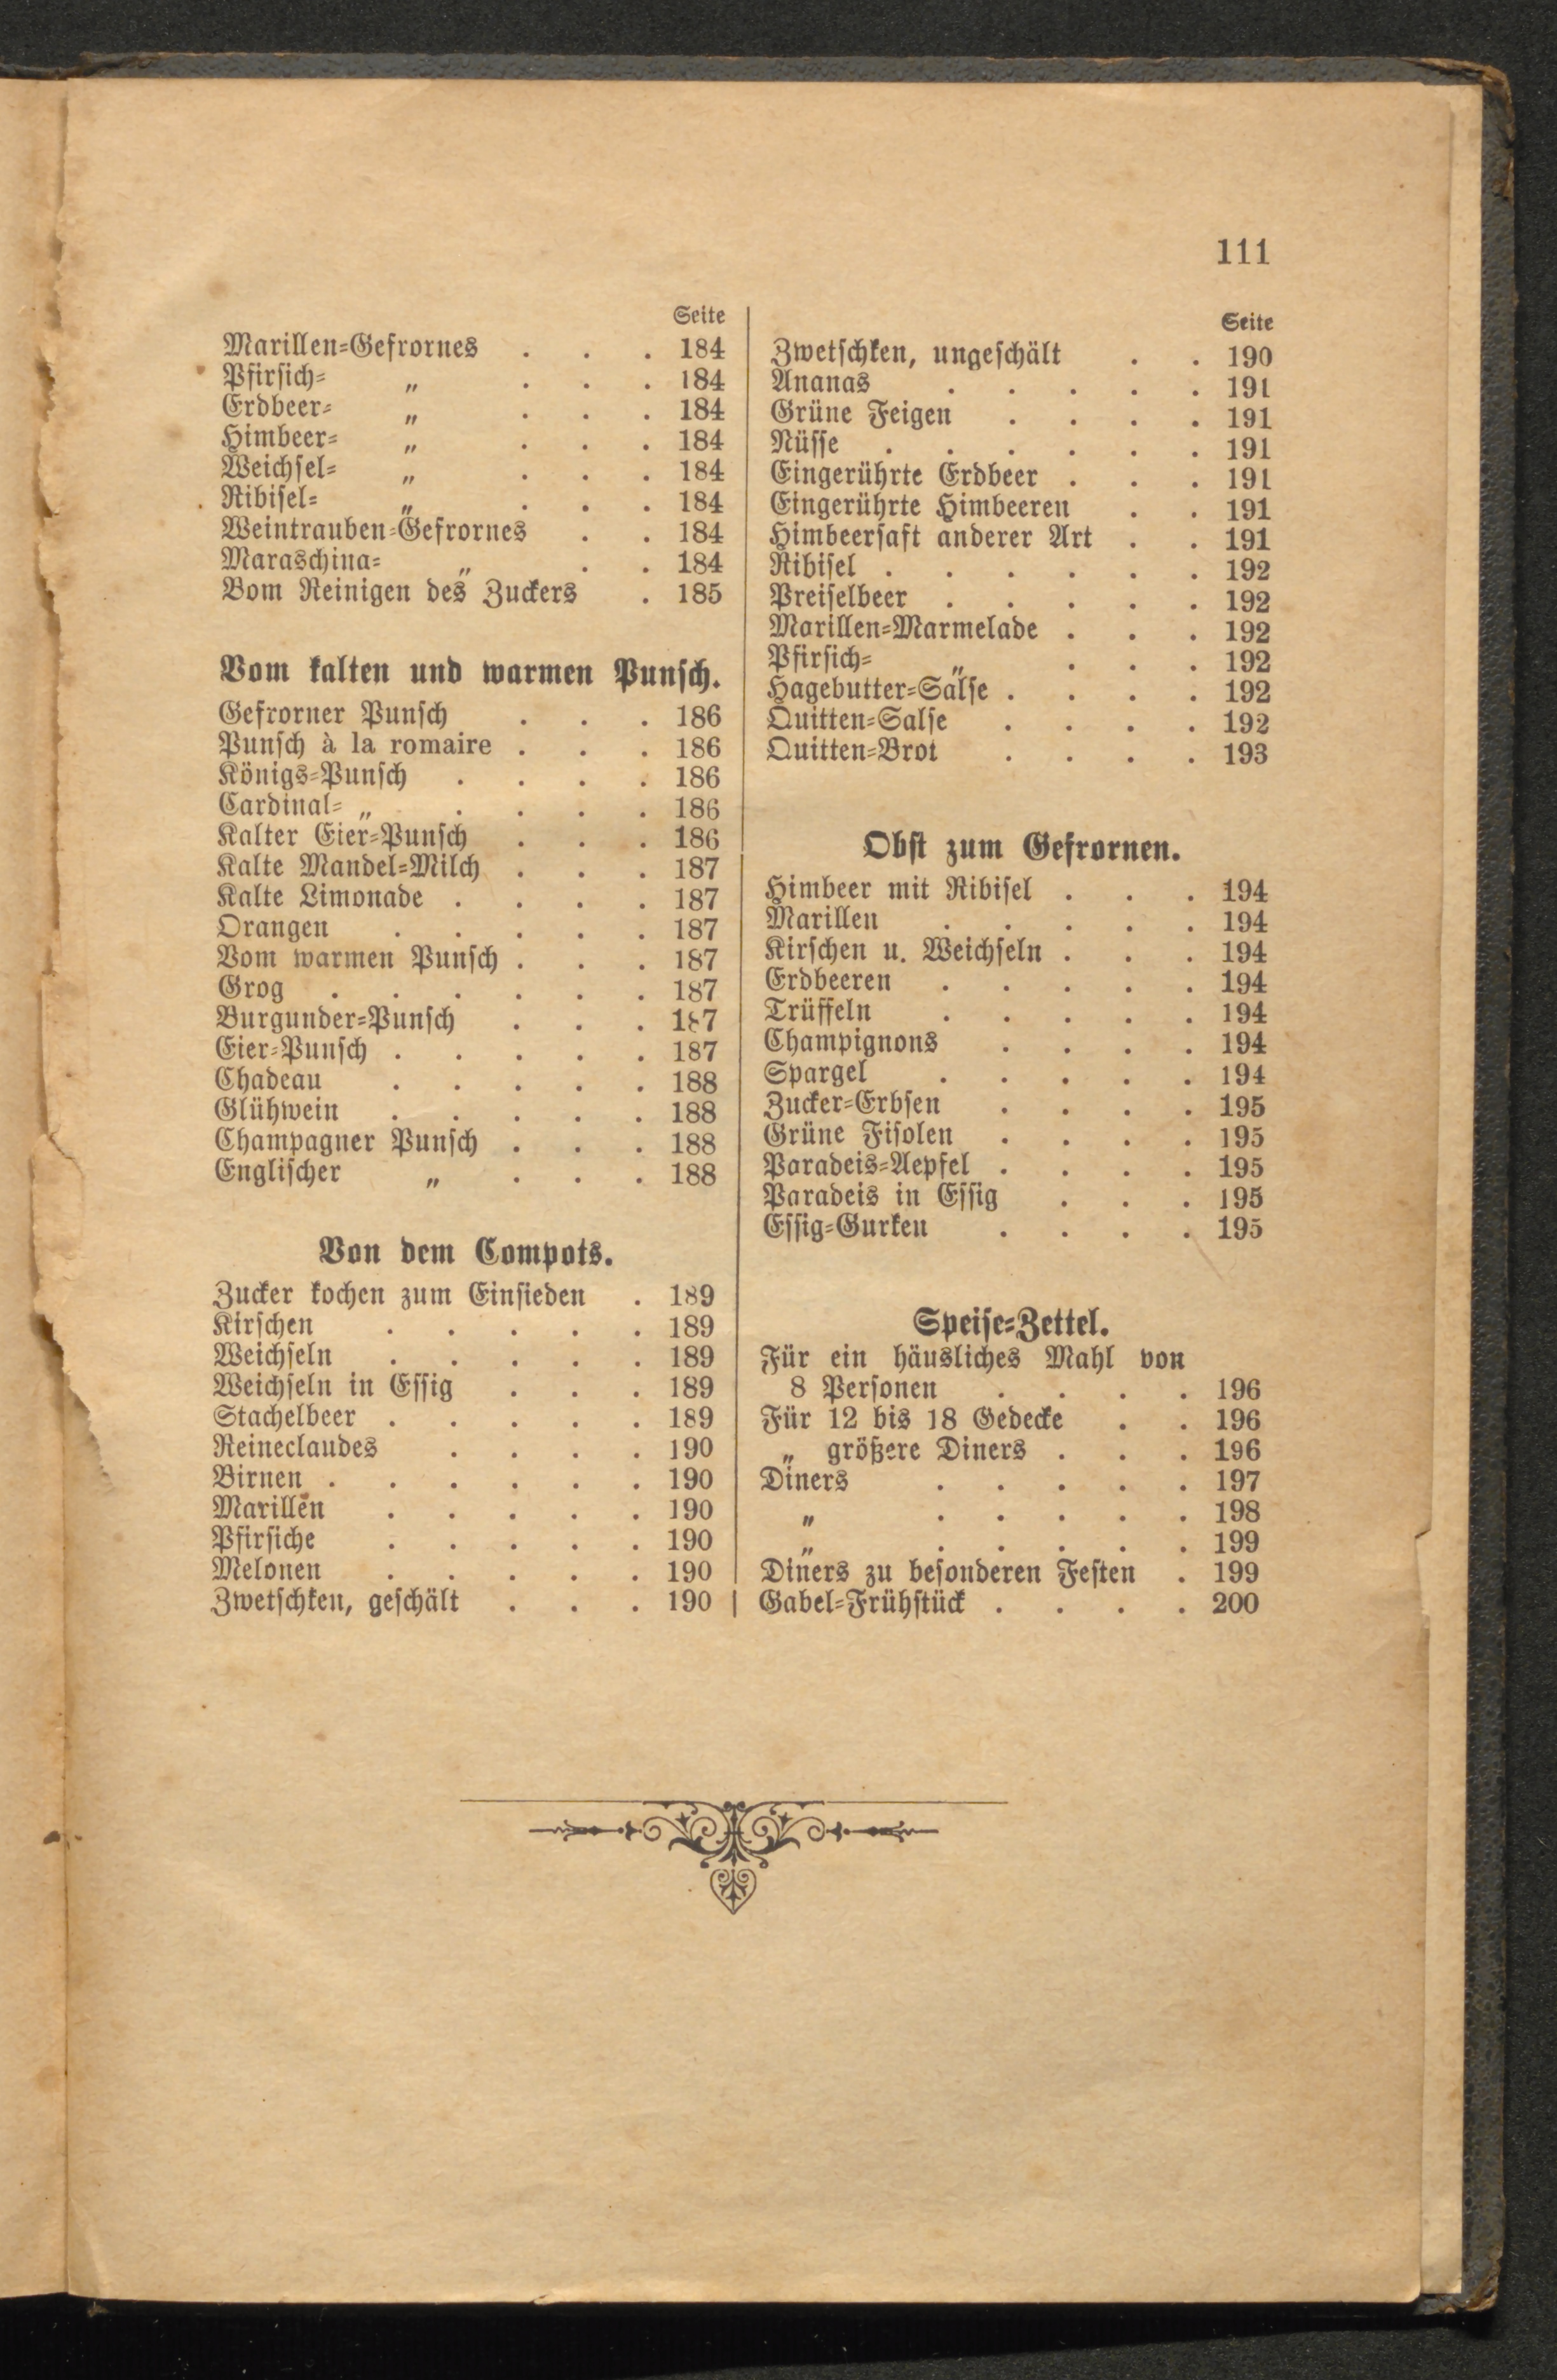 111
Seite
Marillen-Gefrornes . . . 184
Pfirsich- „ . . . 184
Erdbeer- „ . . . 184
Himbeer- „ . . . 184
Weichsel- „ . . . 184
Ribisel- „ . . . 184
Weintrauben-Gefrornes . . 184
Maraschina- „ . . 184
Vom Reinigen des Zuckers . 185
Vom kalten und warmen Punsch.
Gefrorner Punsch . . . 186
Punsch à la romaire . . . 186
Königs-Punsch . . . . 186
Cardinal- „ . . . . 186
Kalter Eier-Punsch . . . 186
Kalte Mandel-Milch . . . 187
Kalte Limonade . . . . 187
Orangen . . . . . 187
Vom warmen Punsch . . . 187
Grog . . . . . . 187
Burgunder-Punsch . . . 187
Eier-Punsch . . . . . 187
Chadeau . . . . . 188
Glühwein . . . . . 188
Champagner Punsch . . . 188
Englischer „ . . . 188
Von dem Compots.
Zucker kochen zum Einsieden . 189
Kirschen . . . . . 189
Weichseln . . . . . 189
Weichseln in Essig . . . 189
Stachelbeer . . . . . 189
Reineclaudes . . . . 190
Birnen . . . . . . 190
Marillen . . . . . 190
Pfirsiche . . . . . 190
Melonen . . . . . 190
Zwetschken, geschält . . . 190
Seite
Zwetschken, ungeschält . . 190
Ananas . . . . . 191
Grüne Feigen . . . . 191
Nüsse . . . . . . 191
Eingerührte Erdbeer . . . 191
Eingerührte Himbeeren . . 191
Himbeersaft anderer Art . . 191
Ribisel . . . . . . 192
Preiselbeer . . . . . 192
Marillen-Marmelade . . . 192
Pfirsich- „ . . . 192
Hagebutter-Salse . . . . 192
Quitten-Salse . . . . 192
Quitten-Brot . . . . 193
Obst zum Gefrornen.
Himbeer mit Ribisel . . . 194
Marillen . . . . . 194
Kirschen u. Weichseln . . . 194
Erdbeeren . . . . . 194
Trüffeln . . . . . 194
Champignons . . . . 194
Spargel . . . . . 194
Zucker-Erbsen . . . . 195
Grüne Fisolen . . . . 195
Paradeis-Aepfel . . . . 195
Paradeis in Essig . . . 195
Essig-Gurken . . . . 195
Speise-Zettel.
Für ein häusliches Mahl von
8 Personen . . . . 196
Für 12 bis 18 Gedecke . . 196
„ größere Diners . . . 196
Diners . . . . . 197
„ . . . . . 198
„ . . . . . 199
Diners zu besonderen Festen . 199
Gabel-Frühstück . . . . 200